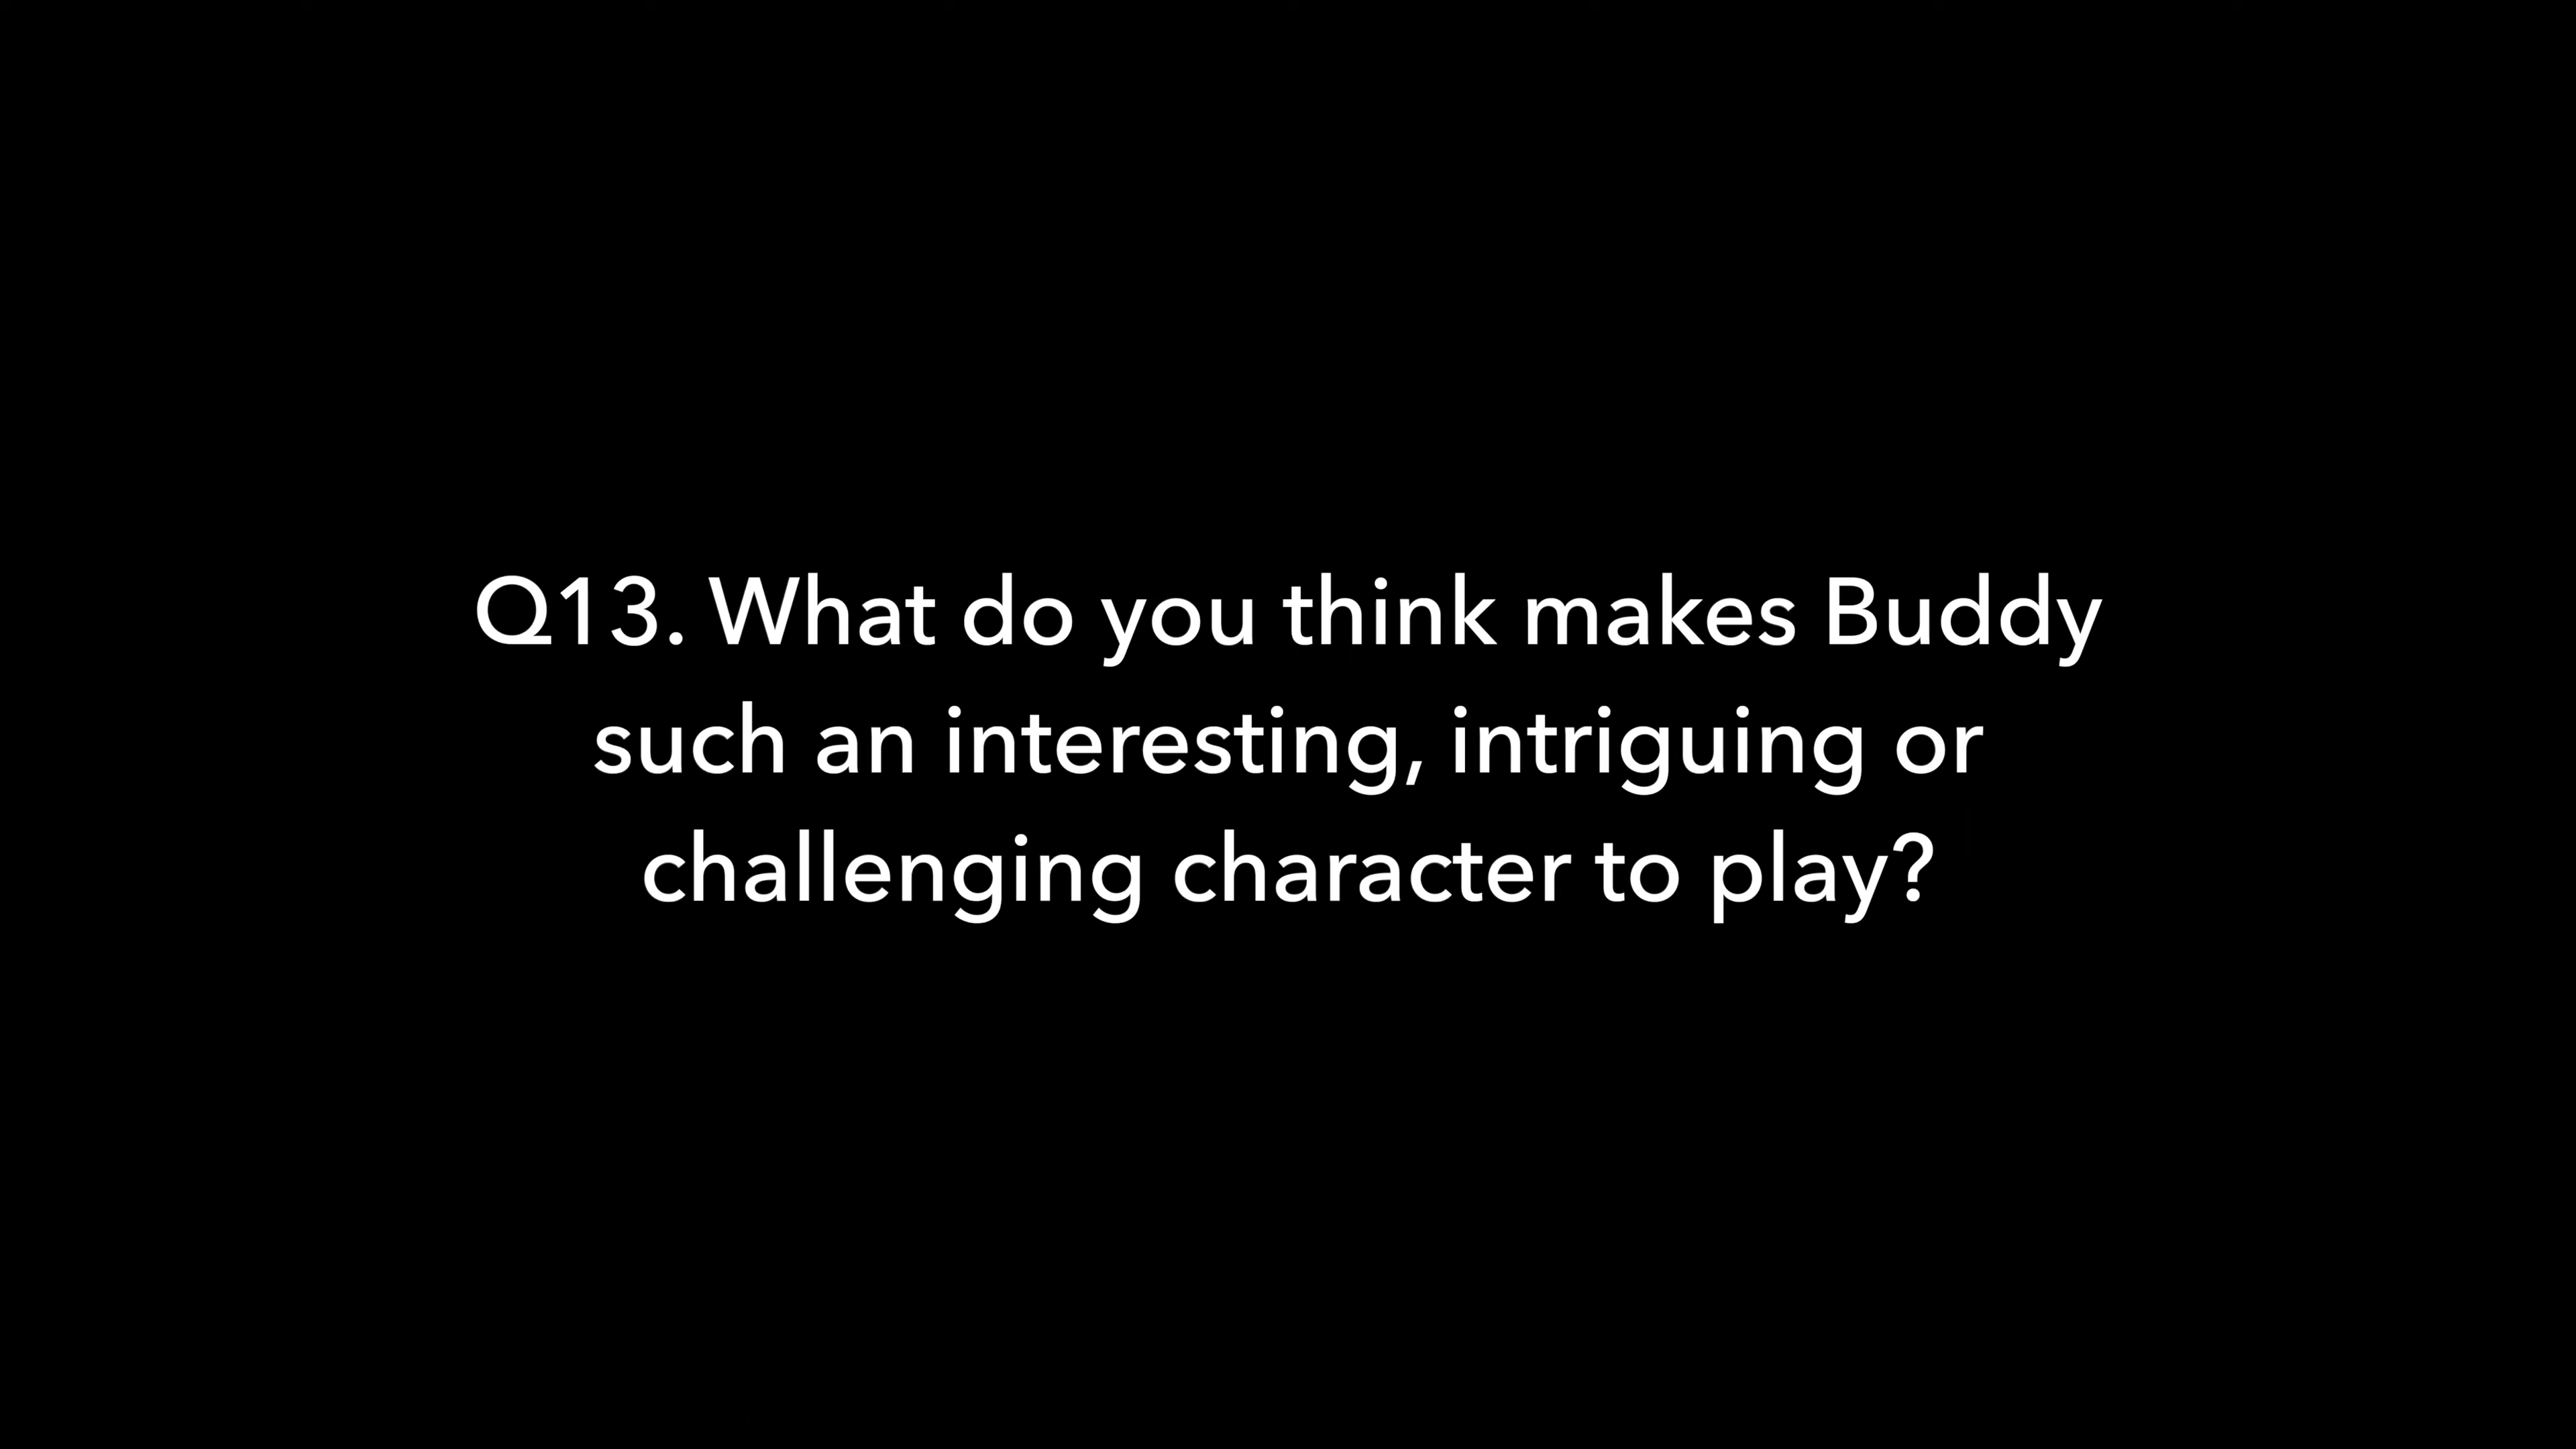 Q13. What do you think makes Buddy
such an interesting, intriguing or
challenging character to play?